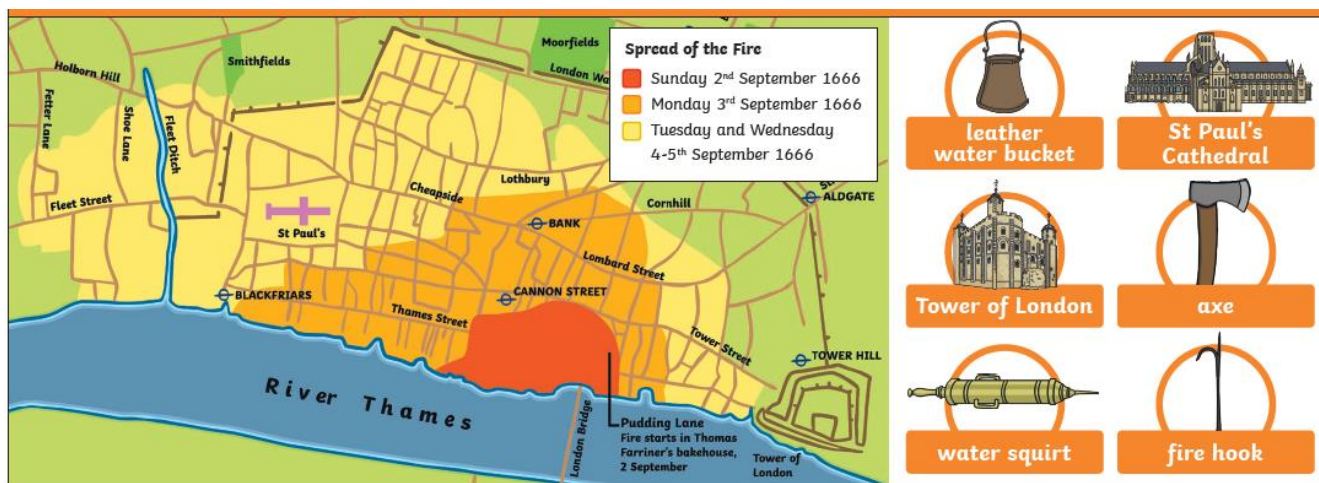 Spread of the Fire
Sunday 2nd September 1666
Monday 3rd September 1666
Tuesday and Wednesday
4-5th September 1666
Moorfields
London Wa
Smithfields
Holborn Hill
Fetter Lane
Shoe Lane
Fleet Ditch
Fleet Street
St Paul's
Cheapside
Lothbury
Cornhill
ALDGATE
BANK
Lombard Street
BLACKFRIARS
CANNON STREET
Thames Street
Tower Street
TOWER HILL
River Thames
London Bridge
Pudding Lane
Fire starts in Thomas
Farriner's bakehouse,
2 September
Tower of
London
leather
water bucket
St Paul's
Cathedral
Tower of London
axe
water squirt
fire hook